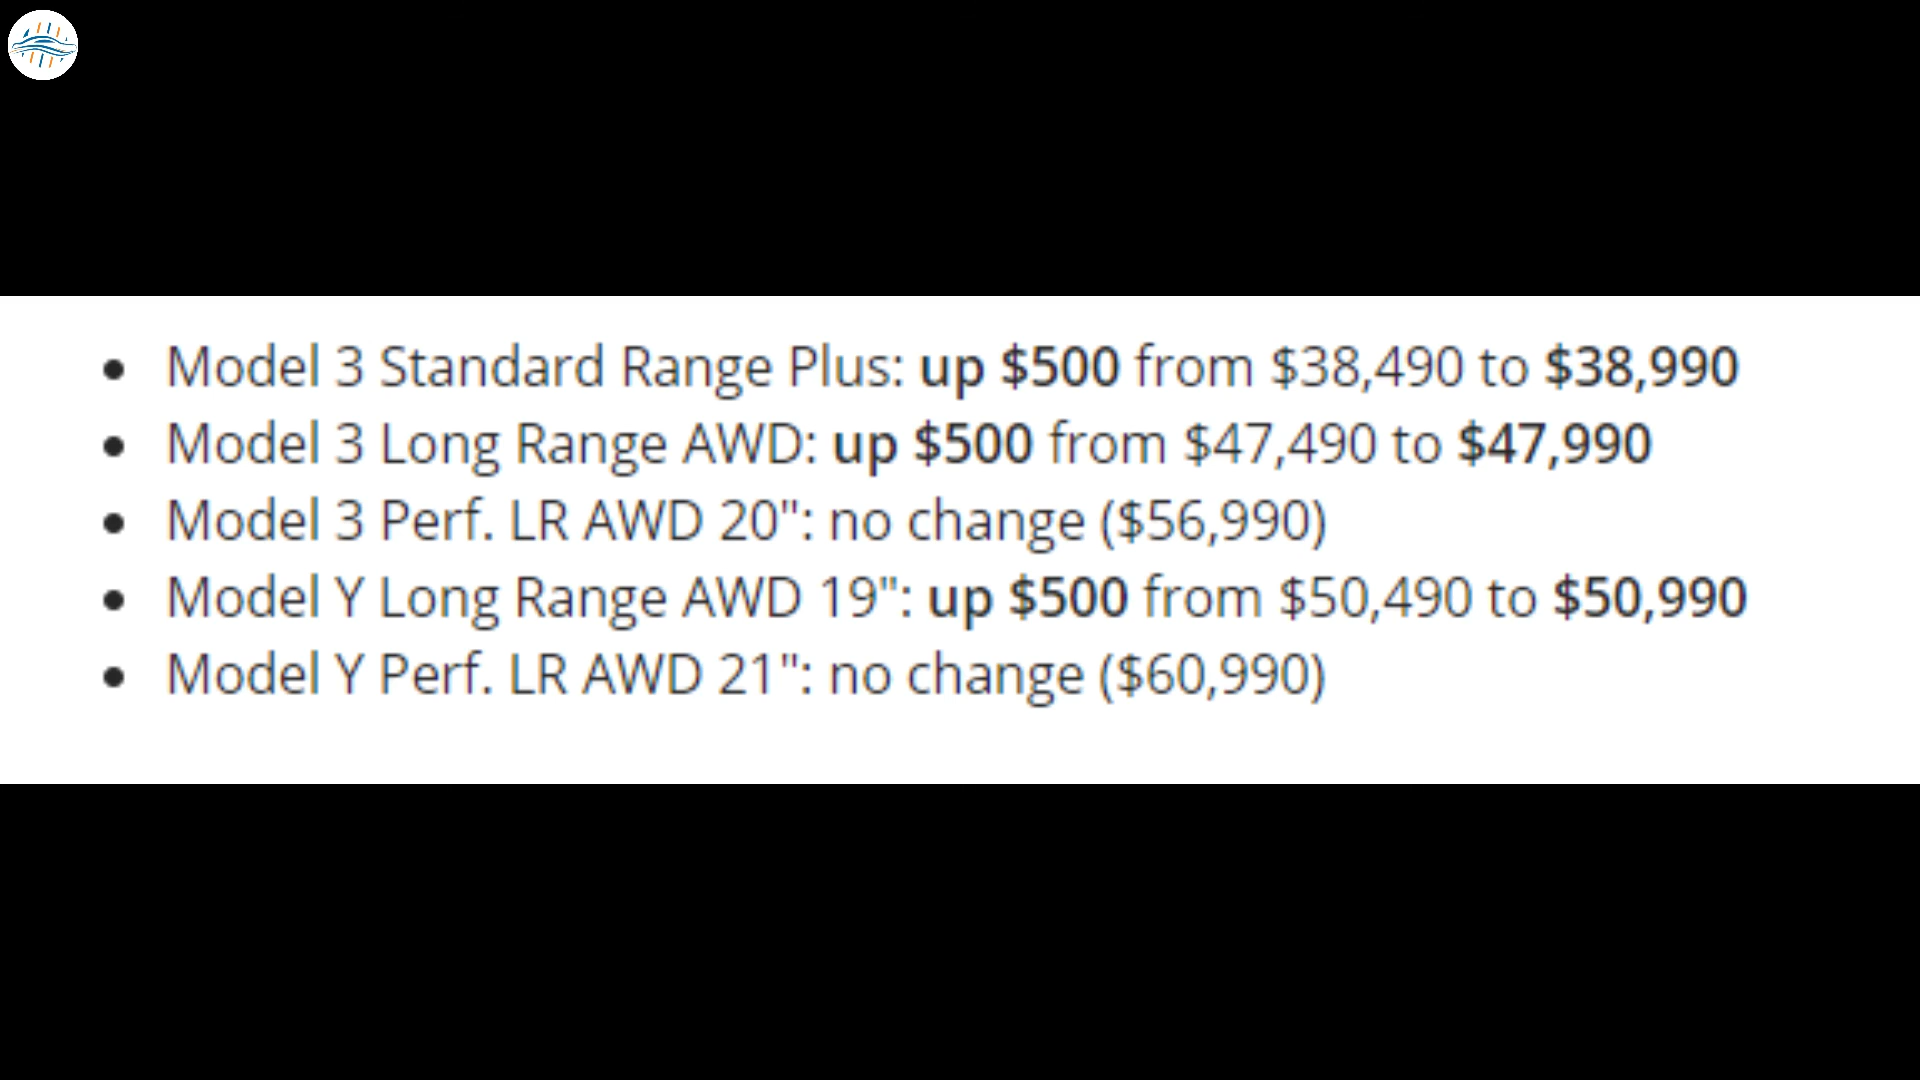 • Model 3 Standard Range Plus: up $500 from $38,490 to $38,990
• Model 3 Long Range AWD: up $500 from $47,490 to $47,990
• Model 3 Perf. LR AWD 20": no change ($56,990)
• Model Y Long Range AWD 19": up $500 from $50,490 to $50,990
• Model Y Perf. LR AWD 21": no change ($60,990)